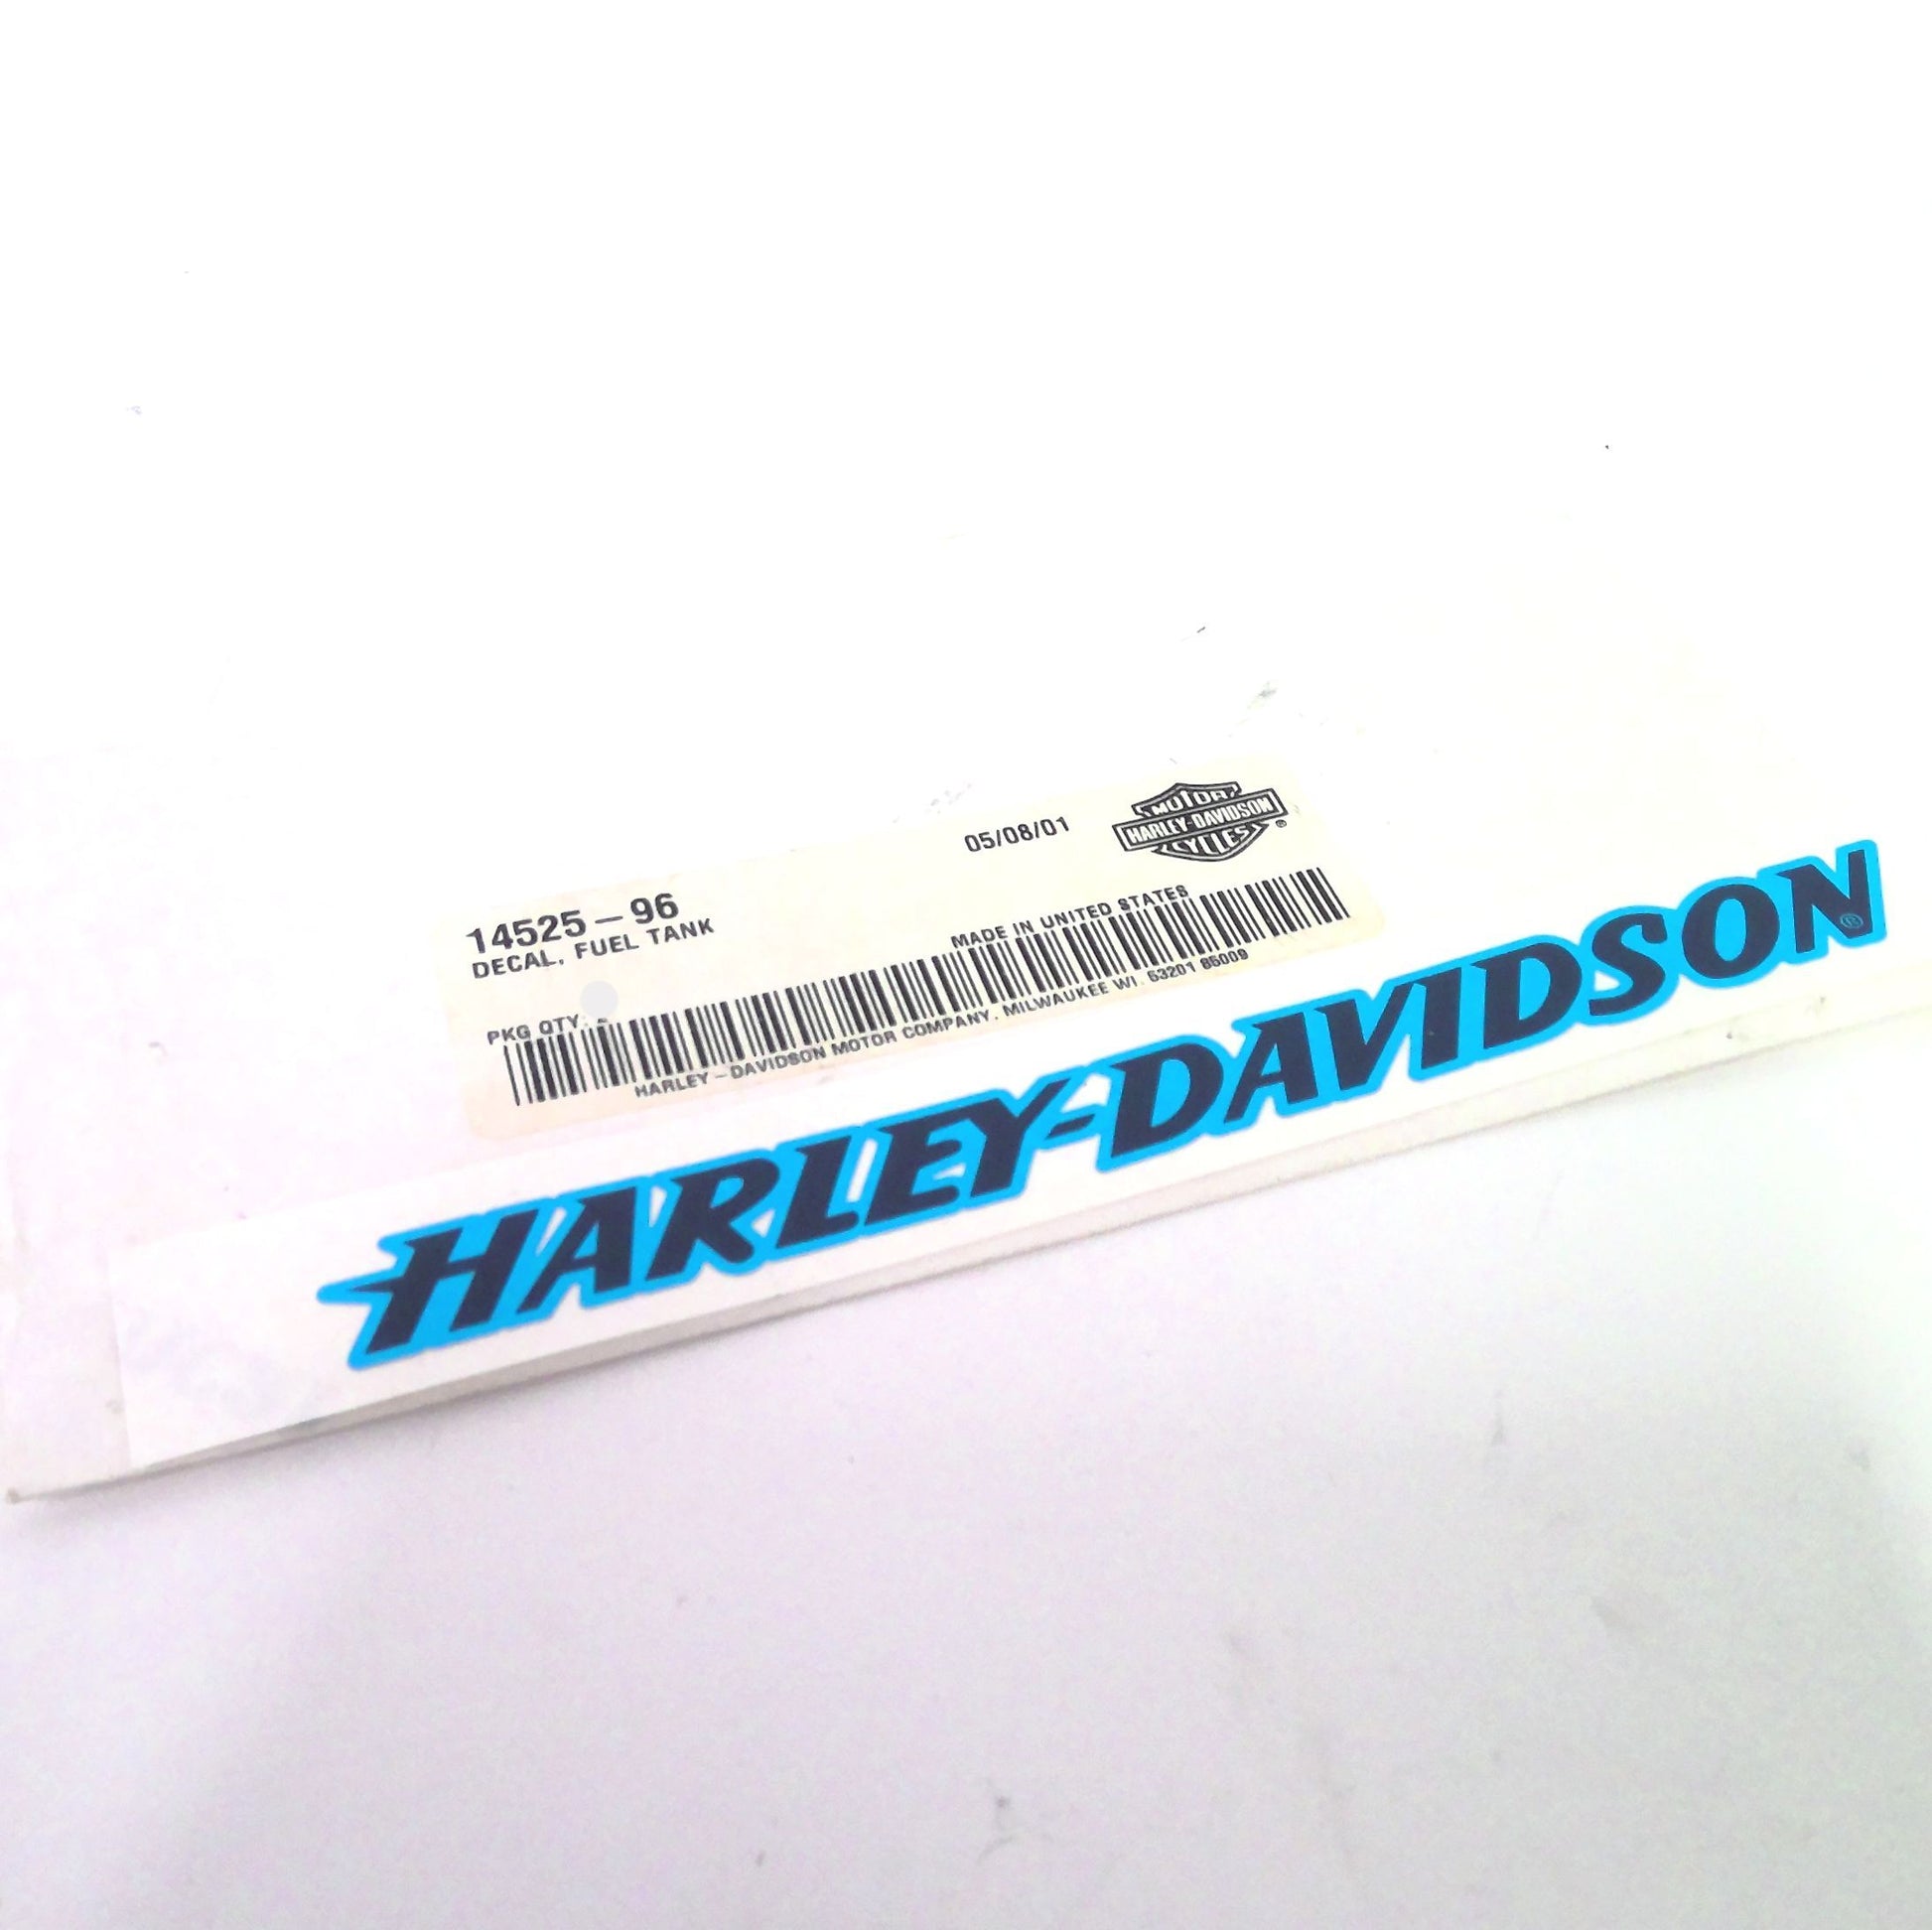 05/08/01
MOTOR
HARLEY-DAVIDSON
CYCLES
®
14525–96
DECAL, FUEL TANK
MADE IN UNITED STATES
PKG QTY:
HARLEY–DAVIDSON MOTOR COMPANY, MILWAUKEE WI. 53201 85009
HARLEY-DAVIDSON®